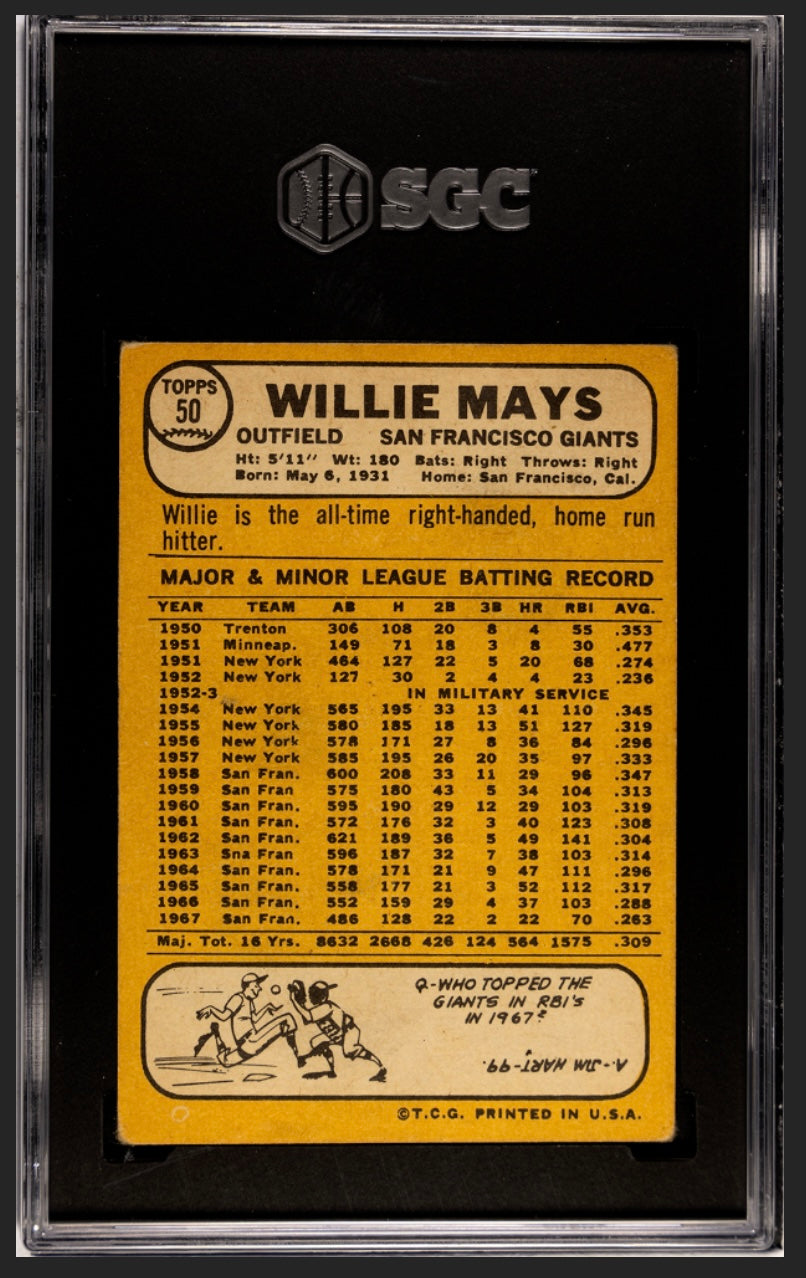 SGC
TOPPS
50
WILLIE MAYS
OUTFIELD SAN FRANCISCO GIANTS
Ht: 5'11" Wt: 180 Bats: Right Throws: Right
Born: May 6, 1931 Home: San Francisco, Cal.
Willie is the all-time right-handed, home run
hitter.
MAJOR & MINOR LEAGUE BATTING RECORD
YEAR TEAM AB H 2B 3B HR RBI AVG.
1950 Trenton 306 108 20 8 4 55 .353
1951 Minneap. 149 71 18 3 8 30 .477
1951 New York 464 127 22 5 20 68 .274
1952 New York 127 30 2 4 4 23 .236
1952-3 IN MILITARY SERVICE
1954 New York 565 195 33 13 41 110 .345
1955 New York 580 185 18 13 51 127 .319
1956 New York 578 171 27 8 36 84 .296
1957 New York 585 195 26 20 35 97 .333
1958 San Fran. 600 208 33 11 29 96 .347
1959 San Fran 575 180 43 5 34 104 .313
1960 San Fran. 595 190 29 12 29 103 .319
1961 San Fran. 572 176 32 3 40 123 .308
1962 San Fran. 621 189 36 5 49 141 .304
1963 Sna Fran 596 187 32 7 38 103 .314
1964 San Fran. 578 171 21 9 47 111 .296
1965 San Fran. 558 177 21 3 52 112 .317
1966 San Fran. 552 159 29 4 37 103 .288
1967 San Fran. 486 128 22 2 22 70 .263
Maj. Tot. 16 Yrs. 8632 2668 426 124 564 1575 .309
Q-WHO TOPPED THE
GIANTS IN RBI'S
IN 1967?
A-JIM HART-99.
©T.C.G. PRINTED IN U.S.A.